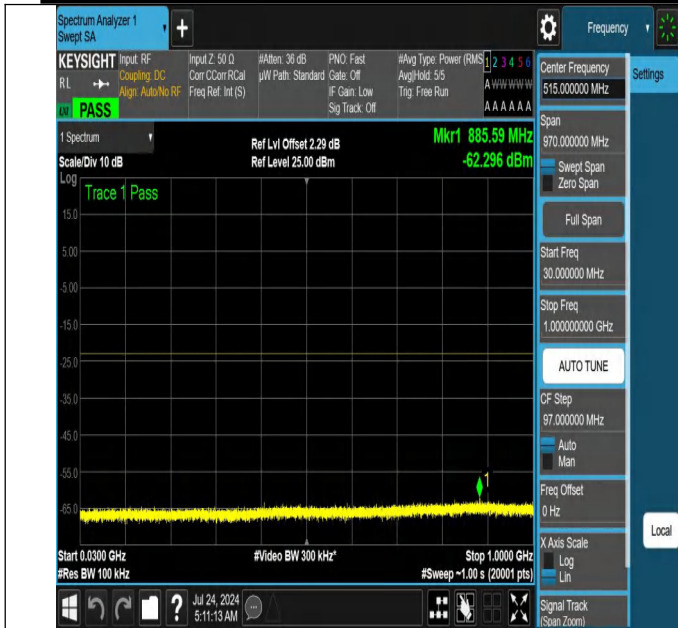 Spectrum Analyzer 1
Swept SA
+
Frequency
KEYSIGHT
RL
PASS
Input: RF
Coupling: DC
Align: Auto/No RF
Input Z: 50 Ω
Corr CCorr RCal
Freq Ref: Int (S)
#Atten: 36 dB
µW Path: Standard
PNO: Fast
Gate: Off
IF Gain: Low
Sig Track: Off
#Avg Type: Power (RMS
Avg|Hold: 5/5
Trig: Free Run
1 2 3 4 5 6
A W W W W W
A A A A A A
1 Spectrum
Scale/Div 10 dB
Log
Ref Lvl Offset 2.29 dB
Ref Level 25.00 dBm
Mkr1 885.59 MHz
-62.296 dBm
Trace 1 Pass
15.0
5.00
-5.00
-15.0
-25.0
-35.0
-45.0
-55.0
-65.0
1
Start 0.0300 GHz
#Res BW 100 kHz
#Video BW 300 kHz*
Stop 1.0000 GHz
#Sweep ~1.00 s (20001 pts)
Center Frequency
515.000000 MHz
Span
970.000000 MHz
Swept Span
Zero Span
Full Span
Start Freq
30.000000 MHz
Stop Freq
1.000000000 GHz
AUTO TUNE
CF Step
97.000000 MHz
Auto
Man
Freq Offset
0 Hz
X Axis Scale
Log
Lin
Signal Track
(Span Zoom)
Settings
Local
?
Jul 24, 2024
5:11:13 AM